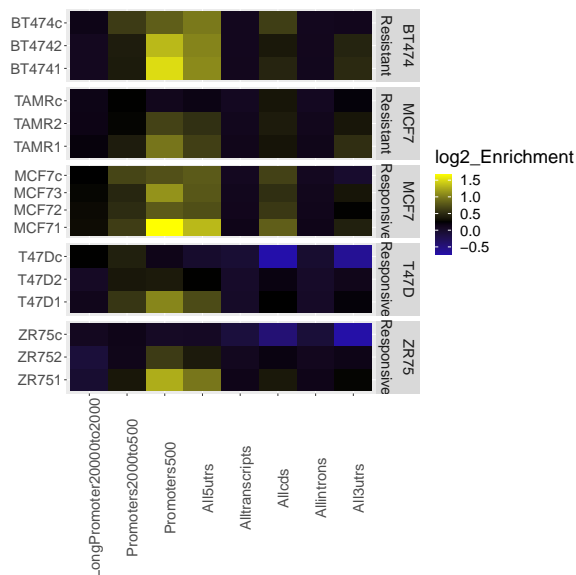 BT474c
BT4742
BT4741
BT474
Resistant
TAMRc
TAMR2
TAMR1
MCF7
Resistant
MCF7c
MCF73
MCF72
MCF71
MCF7
Responsive
T47Dc
T47D2
T47D1
T47D
Responsive
ZR75c
ZR752
ZR751
ZR75
Responsive
log2_Enrichment
1.5
1.0
0.5
0.0
−0.5
LongPromoter20000to2000
Promoters2000to500
Promoters500
All5utrs
Alltranscripts
Allcds
Allintrons
All3utrs